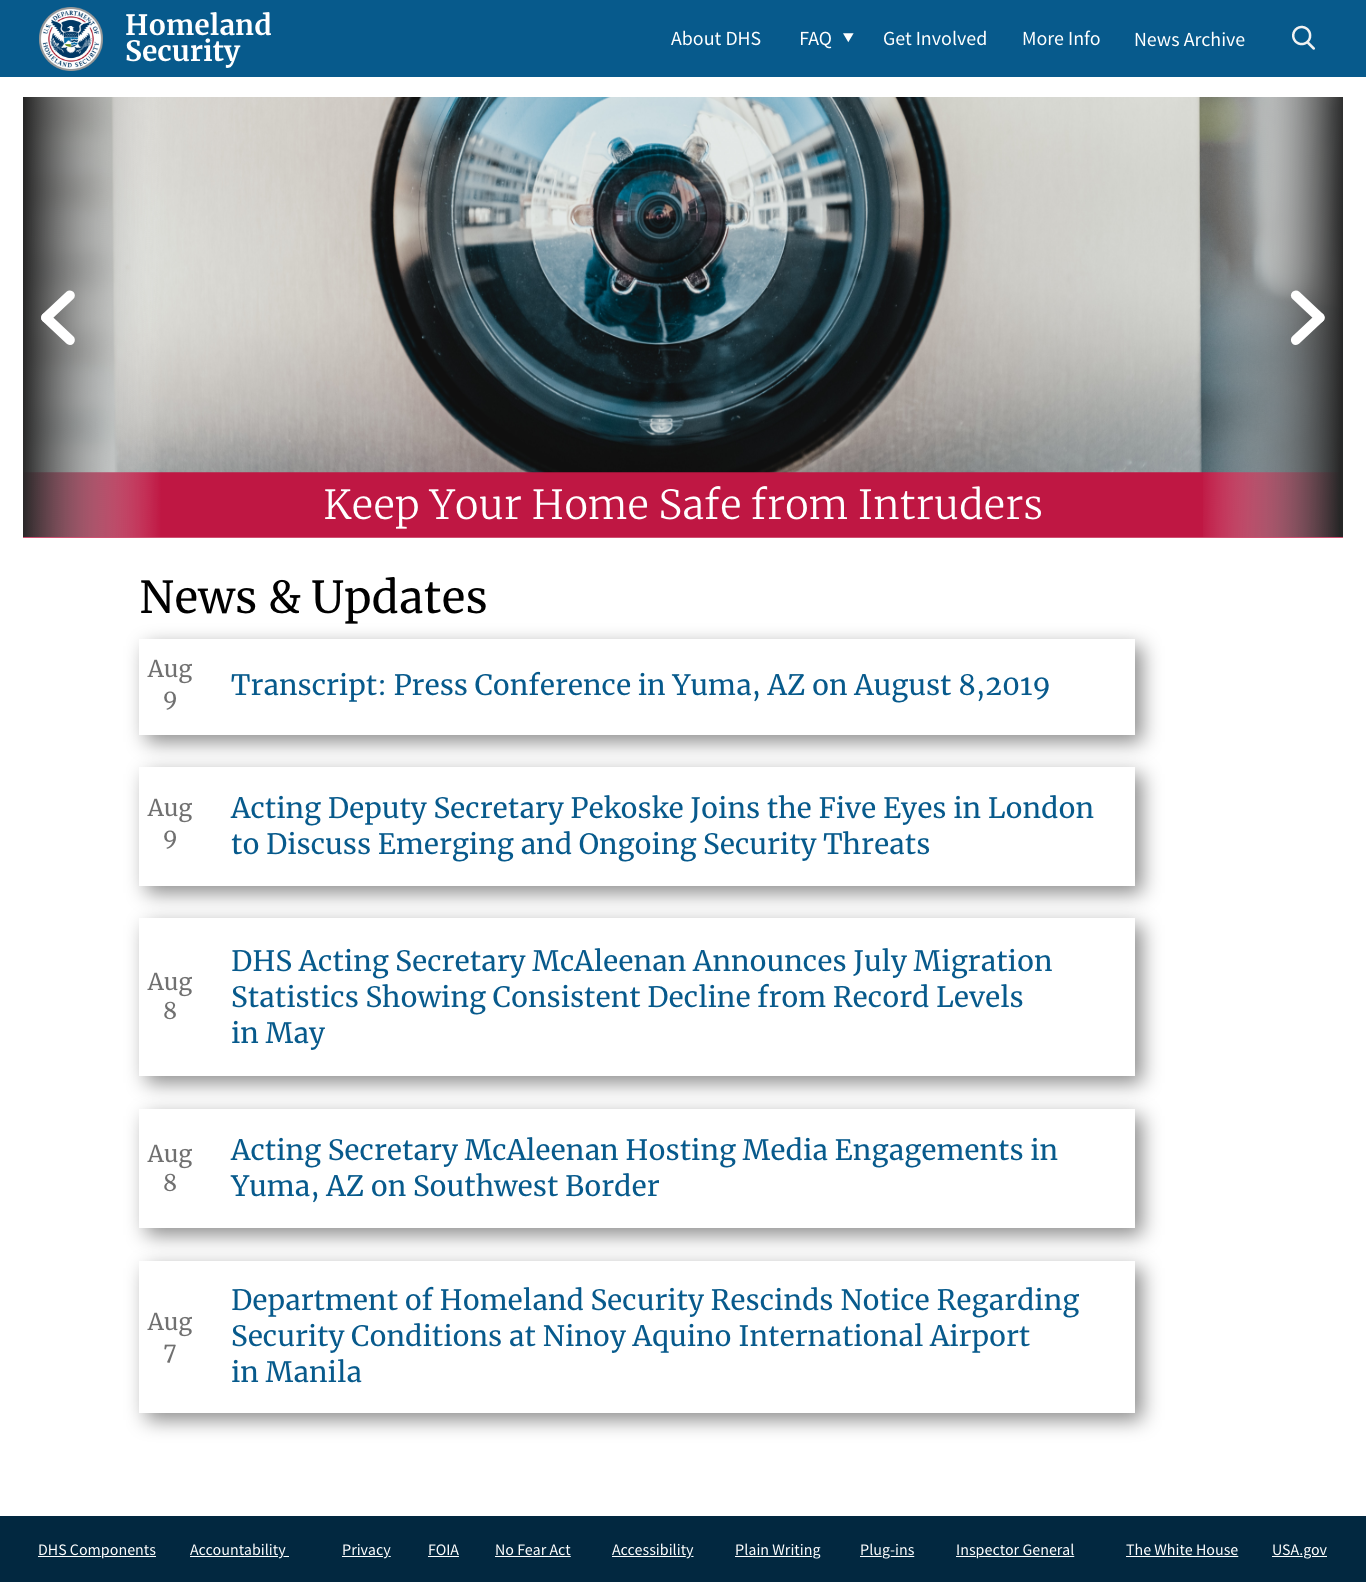 U.S. DEPARTMENT OF
HOMELAND SECURITY
Homeland
Security
About DHS
FAQ ▼
Get Involved
More Info
News Archive
Keep Your Home Safe from Intruders
News & Updates
Aug
9
Transcript: Press Conference in Yuma, AZ on August 8,2019
Aug
9
Acting Deputy Secretary Pekoske Joins the Five Eyes in London
to Discuss Emerging and Ongoing Security Threats
Aug
8
DHS Acting Secretary McAleenan Announces July Migration
Statistics Showing Consistent Decline from Record Levels
in May
Aug
8
Acting Secretary McAleenan Hosting Media Engagements in
Yuma, AZ on Southwest Border
Aug
7
Department of Homeland Security Rescinds Notice Regarding
Security Conditions at Ninoy Aquino International Airport
in Manila
DHS Components
Accountability
Privacy
FOIA
No Fear Act
Accessibility
Plain Writing
Plug-ins
Inspector General
The White House
USA.gov